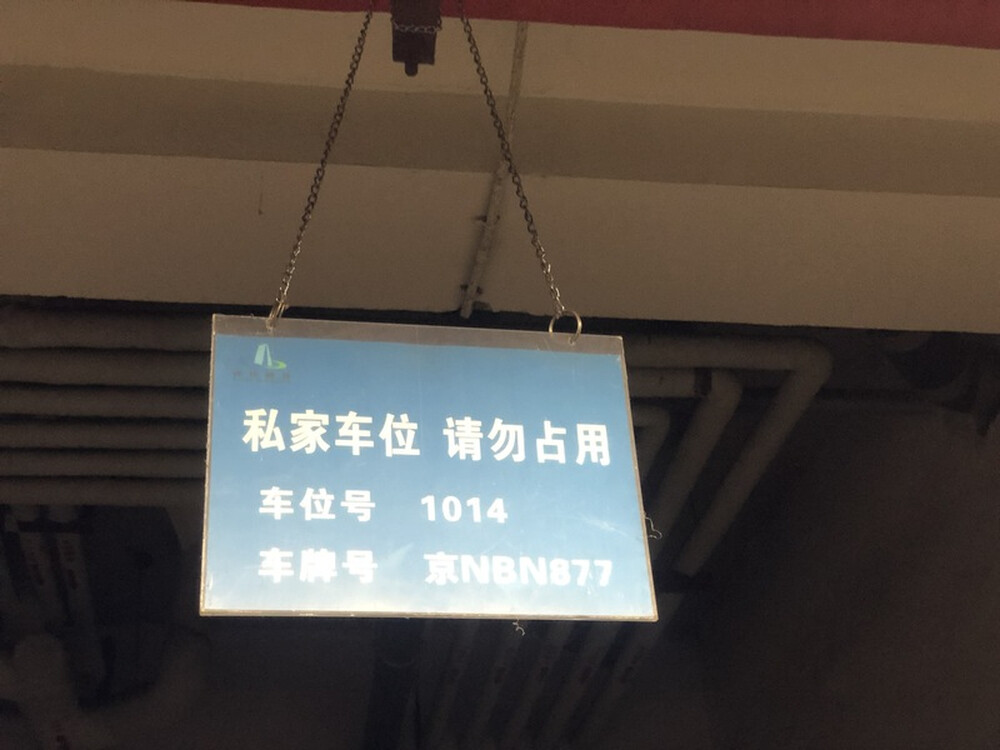 私家车位 请勿占用
车位号 1014
车牌号 京NBN877